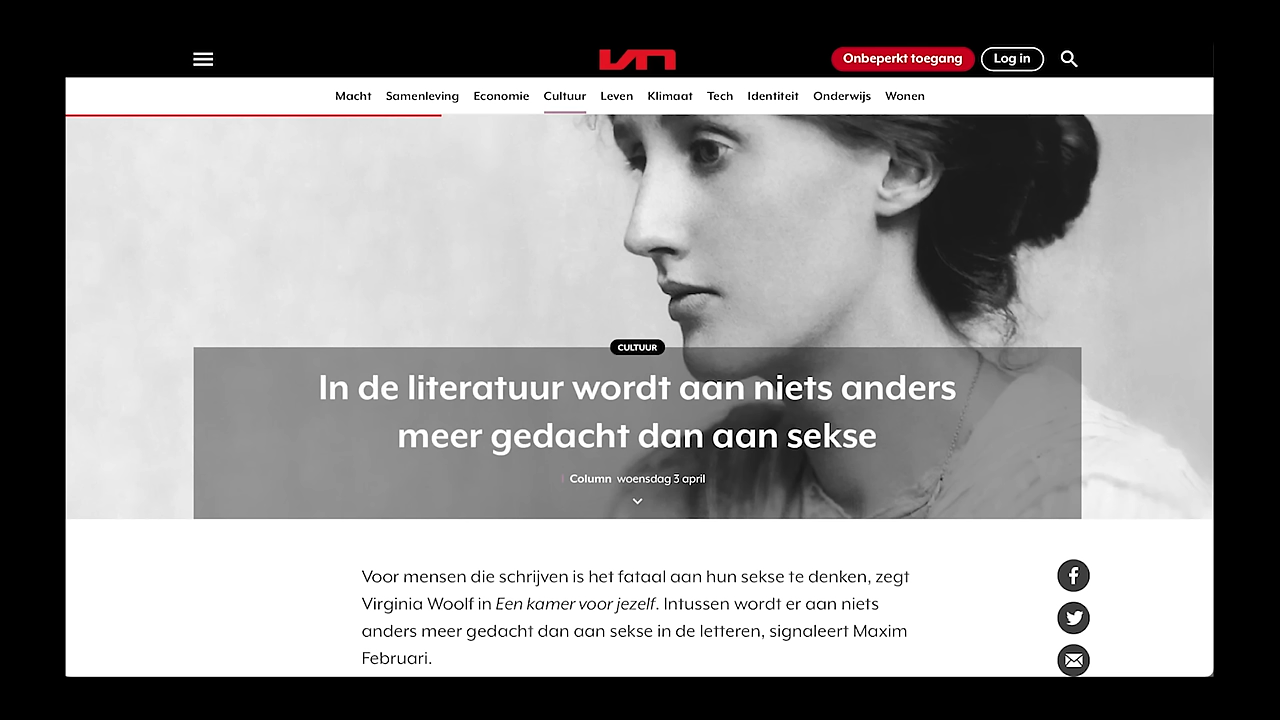 VN
Onbeperkt toegang
Log in
Macht Samenleving Economie Cultuur Leven Klimaat Tech Identiteit Onderwijs Wonen
CULTUUR
In de literatuur wordt aan niets anders
meer gedacht dan aan sekse
Column woensdag 3 april
Voor mensen die schrijven is het fataal aan hun sekse te denken, zegt
Virginia Woolf in Een kamer voor jezelf. Intussen wordt er aan niets
anders meer gedacht dan aan sekse in de letteren, signaleert Maxim
Februari.